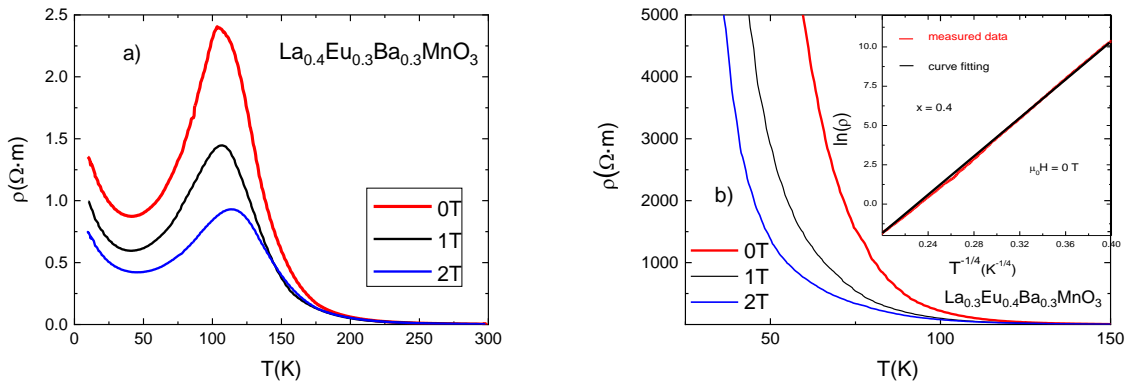 a)
La0.4Eu0.3Ba0.3MnO3
ρ(Ω·m)
2.5
2.0
1.5
1.0
0.5
0.0
0T
1T
2T
0 50 100 150 200 250 300
T(K)
b)
ρ(Ω·m)
5000
4000
3000
2000
1000
0T
1T
2T
La0.3Eu0.4Ba0.3MnO3
50 100 150
T(K)
measured data
curve fitting
x = 0.4
μ0H = 0 T
ln(ρ)
10.0
7.5
5.0
2.5
0.0
0.24 0.28 0.32 0.36 0.40
T-1/4(K-1/4)